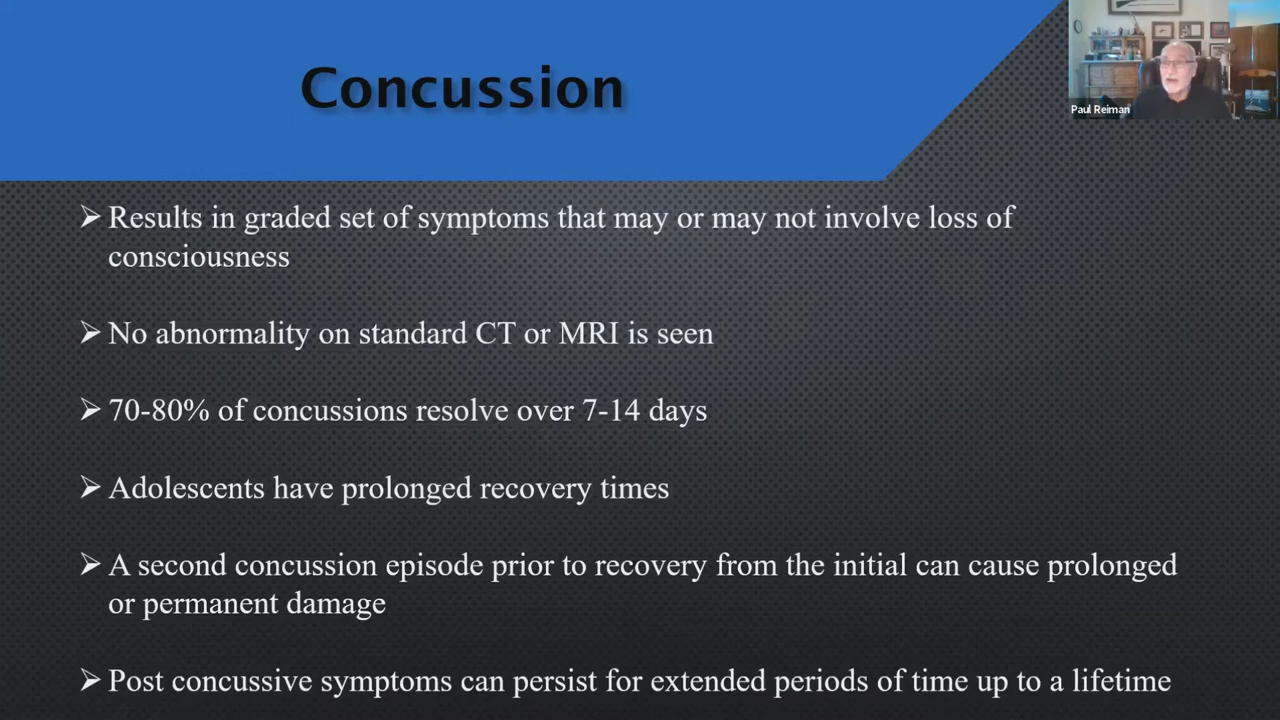 Concussion
Paul Reiman
➢ Results in graded set of symptoms that may or may not involve loss of
consciousness
➢ No abnormality on standard CT or MRI is seen
➢ 70-80% of concussions resolve over 7-14 days
➢ Adolescents have prolonged recovery times
➢ A second concussion episode prior to recovery from the initial can cause prolonged
or permanent damage
➢ Post concussive symptoms can persist for extended periods of time up to a lifetime